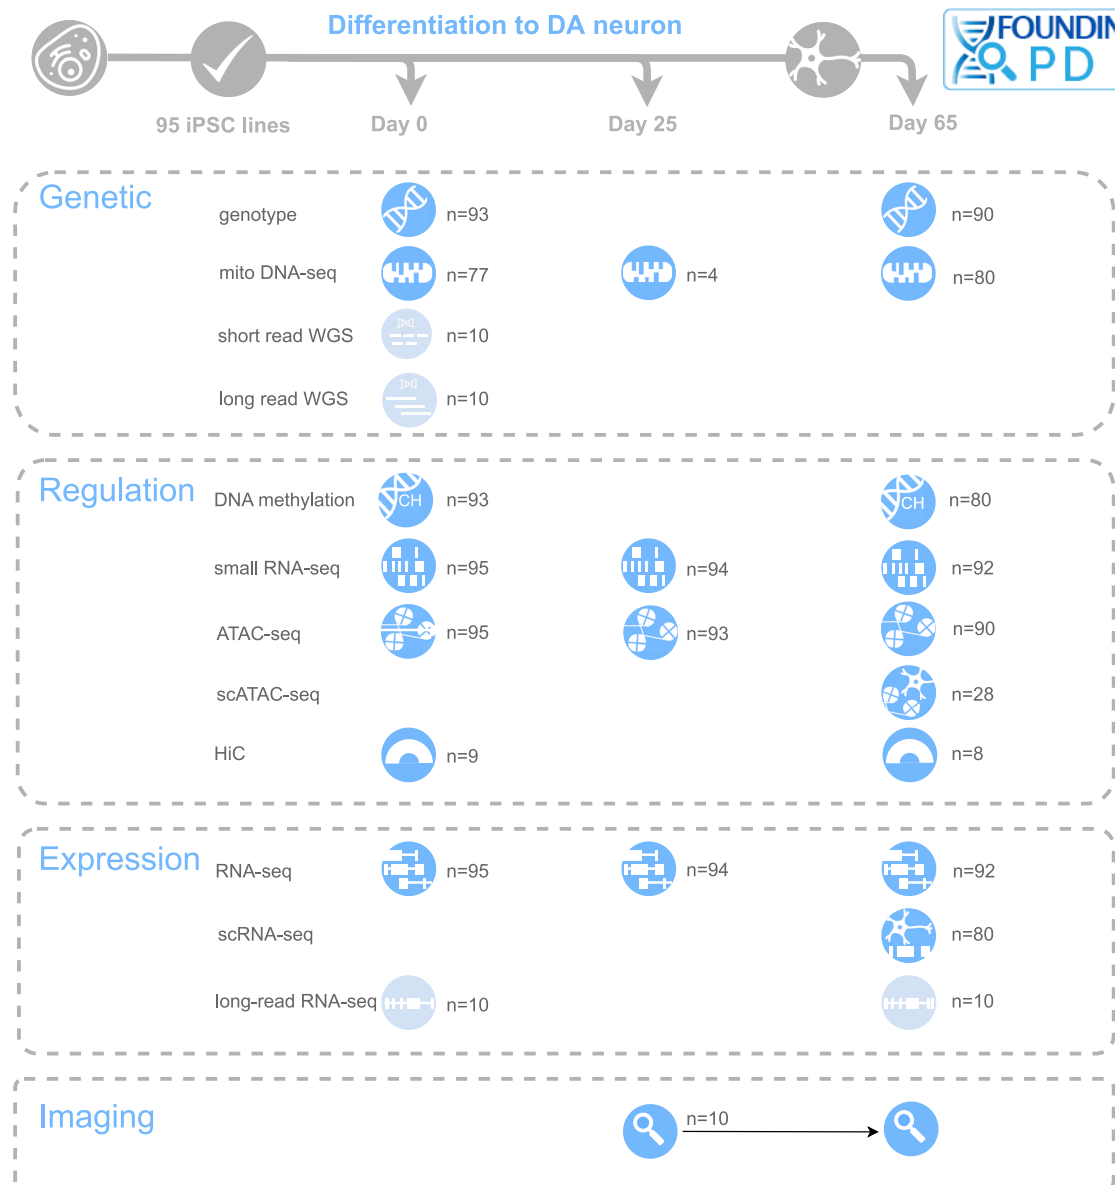 Differentiation to DA neuron
FOUNDIN
PD
95 iPSC lines Day 0 Day 25 Day 65
Genetic
genotype n=93 n=90
mito DNA-seq n=77 n=4 n=80
short read WGS n=10
long read WGS n=10
Regulation
DNA methylation CH n=93 CH n=80
small RNA-seq n=95 n=94 n=92
ATAC-seq n=95 n=93 n=90
scATAC-seq n=28
HiC n=9 n=8
Expression
RNA-seq n=95 n=94 n=92
scRNA-seq n=80
long-read RNA-seq n=10 n=10
Imaging
n=10